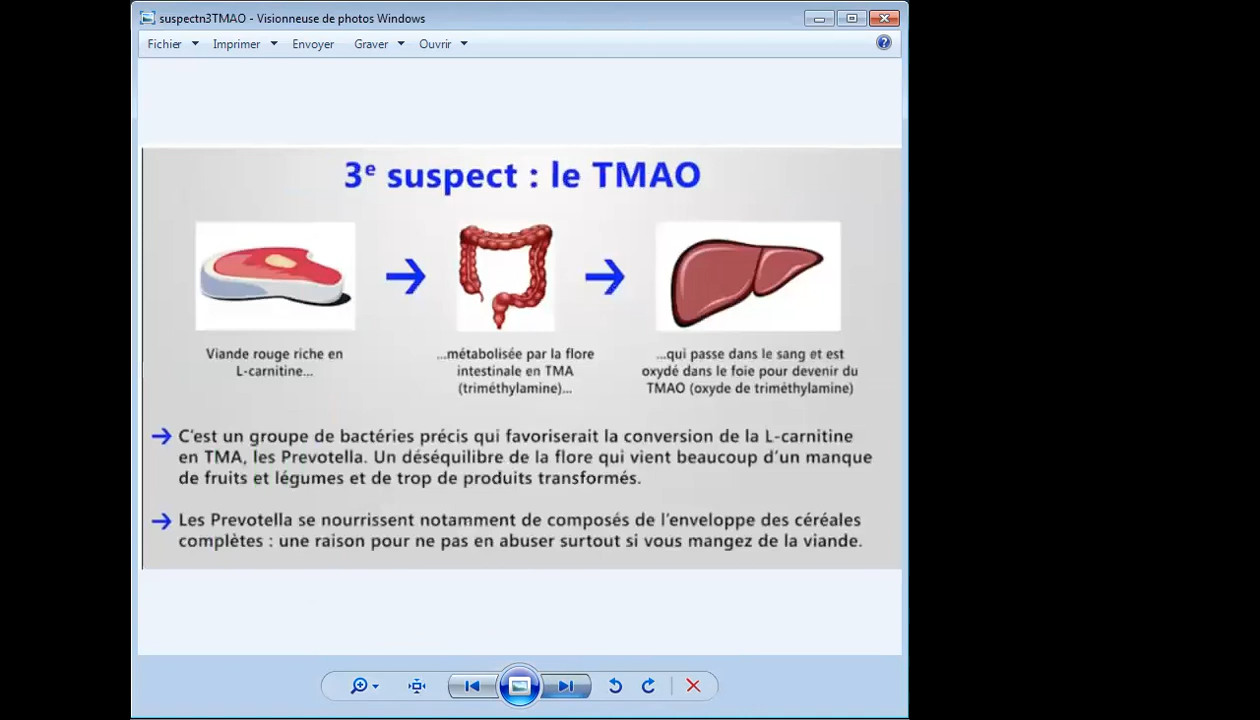 suspectn3TMAO - Visionneuse de photos Windows
Fichier Imprimer Envoyer Graver Ouvrir
3e suspect : le TMAO
Viande rouge riche en
L-carnitine...
...métabolisée par la flore
intestinale en TMA
(triméthylamine)...
...qui passe dans le sang et est
oxydé dans le foie pour devenir du
TMAO (oxyde de triméthylamine)
→ C'est un groupe de bactéries précis qui favoriserait la conversion de la L-carnitine
en TMA, les Prevotella. Un déséquilibre de la flore qui vient beaucoup d'un manque
de fruits et légumes et de trop de produits transformés.
→ Les Prevotella se nourrissent notamment de composés de l'enveloppe des céréales
complètes : une raison pour ne pas en abuser surtout si vous mangez de la viande.